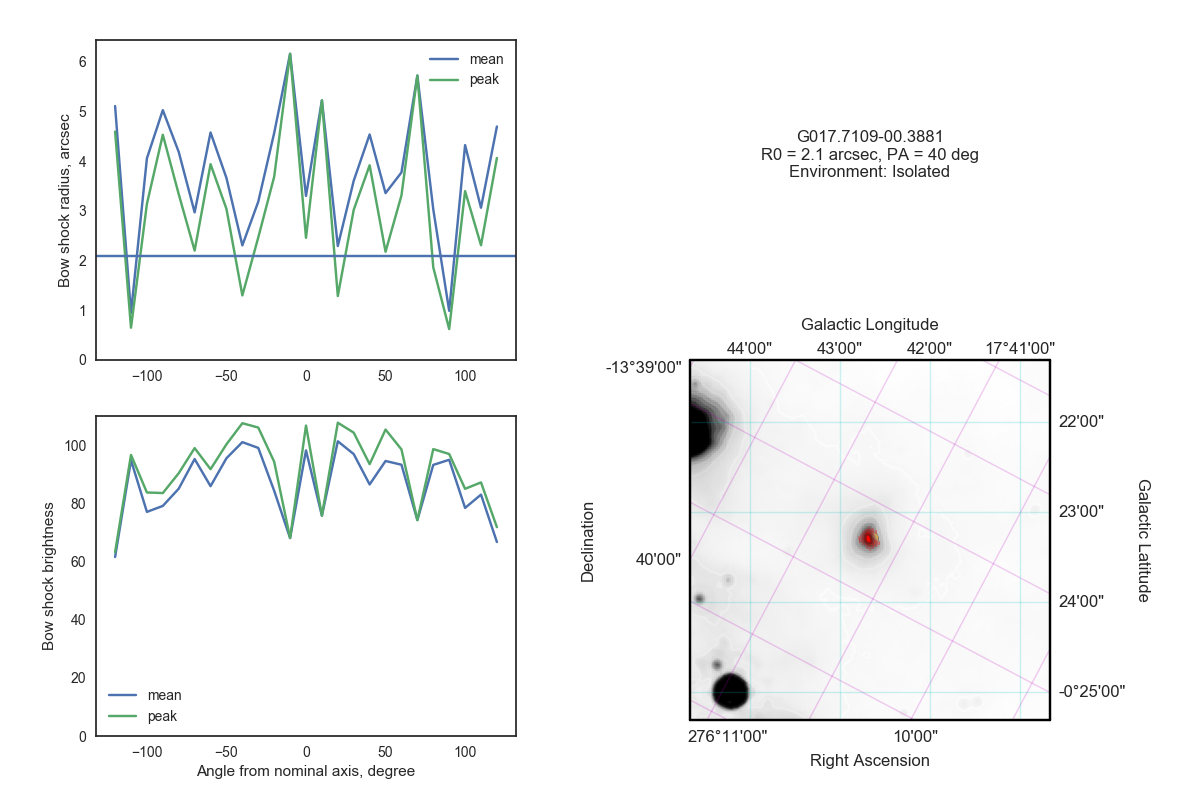 6
5
4
3
2
1
0
Bow shock radius, arcsec
mean
peak
−100
−50
0
50
100
G017.7109-00.3881
R0 = 2.1 arcsec, PA = 40 deg
Environment: Isolated
100
80
60
40
20
0
Bow shock brightness
mean
peak
−100
−50
0
50
100
Angle from nominal axis, degree
Galactic Longitude
44'00"
43'00"
42'00"
17°41'00"
-13°39'00"
40'00"
Declination
22'00"
23'00"
24'00"
-0°25'00"
Galactic Latitude
276°11'00"
10'00"
Right Ascension